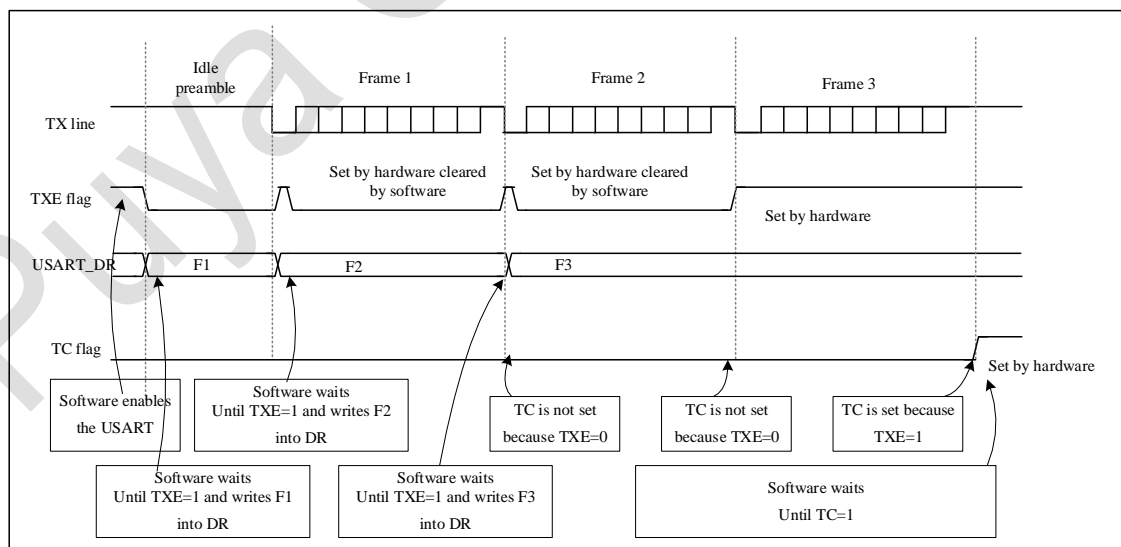 Puya
Idle
preamble
Frame 1
Frame 2
Frame 3
TX line
Set by hardware cleared
by software
Set by hardware cleared
by software
TXE flag
Set by hardware
USART_DR
F1
F2
F3
TC flag
Set by hardware
Software enables
the USART
Software waits
Until TXE=1 and writes F2
into DR
TC is not set
because TXE=0
TC is not set
because TXE=0
TC is set because
TXE=1
Software waits
Until TXE=1 and writes F1
into DR
Software waits
Until TXE=1 and writes F3
into DR
Software waits
Until TC=1